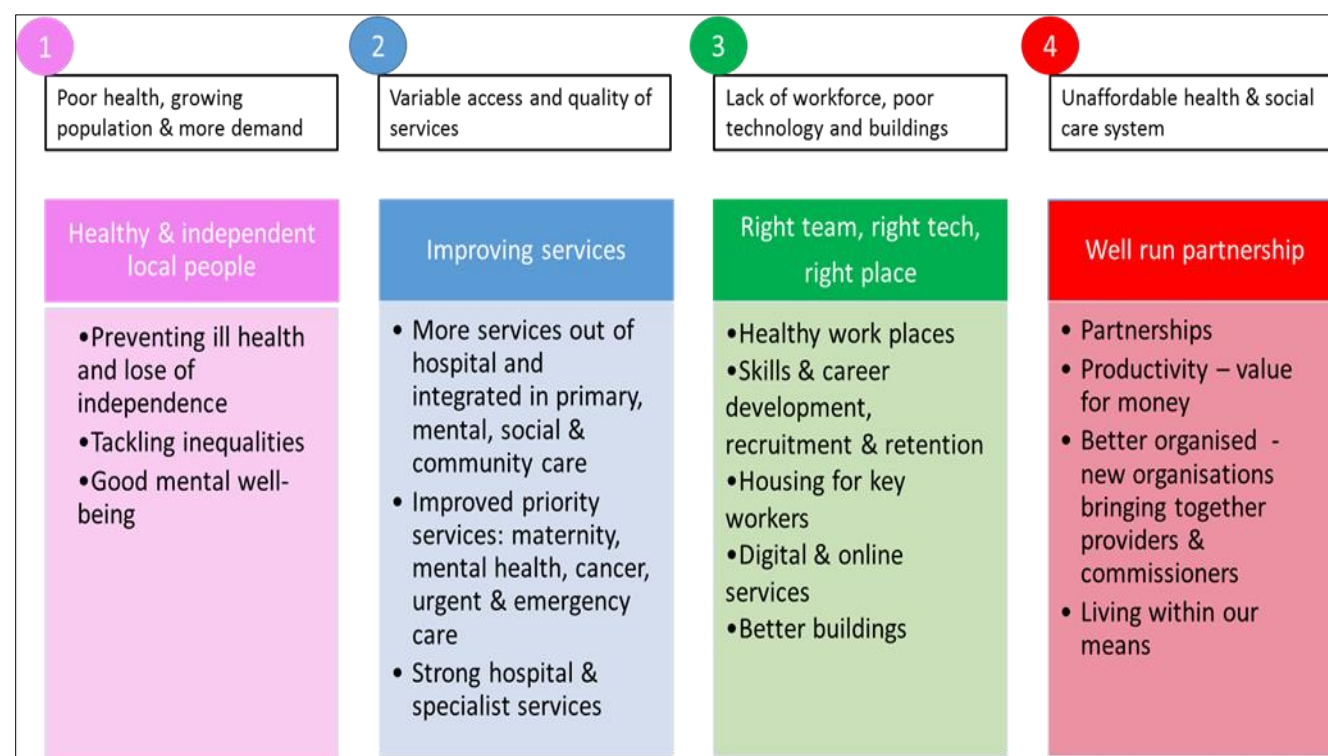 1
Poor health, growing
population & more demand
Healthy & independent
local people
•Preventing ill health
and lose of
independence
•Tackling inequalities
•Good mental well-
being
2
Variable access and quality of
services
Improving services
• More services out of
hospital and
integrated in primary,
mental, social &
community care
• Improved priority
services: maternity,
mental health, cancer,
urgent & emergency
care
• Strong hospital &
specialist services
3
Lack of workforce, poor
technology and buildings
Right team, right tech,
right place
•Healthy work places
•Skills & career
development,
recruitment & retention
•Housing for key
workers
•Digital & online
services
•Better buildings
4
Unaffordable health & social
care system
Well run partnership
• Partnerships
• Productivity – value
for money
• Better organised -
new organisations
bringing together
providers &
commissioners
• Living within our
means